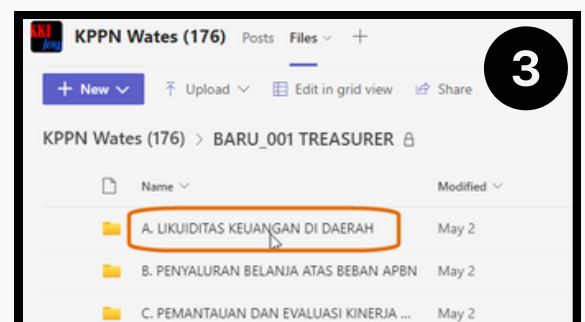 KKI
Joss
KPPN Wates (176) Posts Files +
3
+ New Upload Edit in grid view Share
KPPN Wates (176) > BARU_001 TREASURER
Name Modified
A. LIKUIDITAS KEUANGAN DI DAERAH May 2
B. PENYALURAN BELANJA ATAS BEBAN APBN May 2
C. PEMANTAUAN DAN EVALUASI KINERJA ... May 2